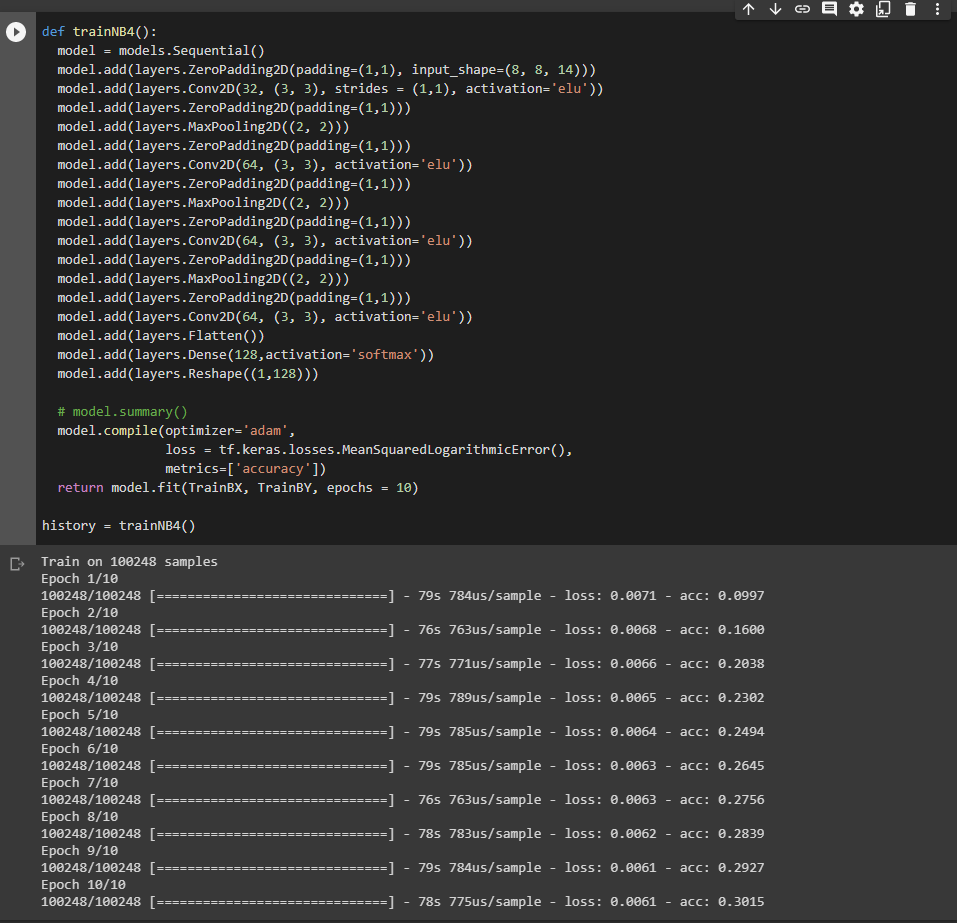 def trainNB4():
  model = models.Sequential()
  model.add(layers.ZeroPadding2D(padding=(1,1), input_shape=(8, 8, 14)))
  model.add(layers.Conv2D(32, (3, 3), strides = (1,1), activation='elu'))
  model.add(layers.ZeroPadding2D(padding=(1,1)))
  model.add(layers.MaxPooling2D((2, 2)))
  model.add(layers.ZeroPadding2D(padding=(1,1)))
  model.add(layers.Conv2D(64, (3, 3), activation='elu'))
  model.add(layers.ZeroPadding2D(padding=(1,1)))
  model.add(layers.MaxPooling2D((2, 2)))
  model.add(layers.ZeroPadding2D(padding=(1,1)))
  model.add(layers.Conv2D(64, (3, 3), activation='elu'))
  model.add(layers.ZeroPadding2D(padding=(1,1)))
  model.add(layers.MaxPooling2D((2, 2)))
  model.add(layers.ZeroPadding2D(padding=(1,1)))
  model.add(layers.Conv2D(64, (3, 3), activation='elu'))
  model.add(layers.Flatten())
  model.add(layers.Dense(128,activation='softmax'))
  model.add(layers.Reshape((1,128)))

  # model.summary()
  model.compile(optimizer='adam',
                loss = tf.keras.losses.MeanSquaredLogarithmicError(),
                metrics=['accuracy'])
  return model.fit(TrainBX, TrainBY, epochs = 10)

history = trainNB4()
Train on 100248 samples
Epoch 1/10
100248/100248 [==============================] - 79s 784us/sample - loss: 0.0071 - acc: 0.0997
Epoch 2/10
100248/100248 [==============================] - 76s 763us/sample - loss: 0.0068 - acc: 0.1600
Epoch 3/10
100248/100248 [==============================] - 77s 771us/sample - loss: 0.0066 - acc: 0.2038
Epoch 4/10
100248/100248 [==============================] - 79s 789us/sample - loss: 0.0065 - acc: 0.2302
Epoch 5/10
100248/100248 [==============================] - 79s 785us/sample - loss: 0.0064 - acc: 0.2494
Epoch 6/10
100248/100248 [==============================] - 79s 785us/sample - loss: 0.0063 - acc: 0.2645
Epoch 7/10
100248/100248 [==============================] - 76s 763us/sample - loss: 0.0063 - acc: 0.2756
Epoch 8/10
100248/100248 [==============================] - 78s 783us/sample - loss: 0.0062 - acc: 0.2839
Epoch 9/10
100248/100248 [==============================] - 79s 784us/sample - loss: 0.0061 - acc: 0.2927
Epoch 10/10
100248/100248 [==============================] - 78s 775us/sample - loss: 0.0061 - acc: 0.3015